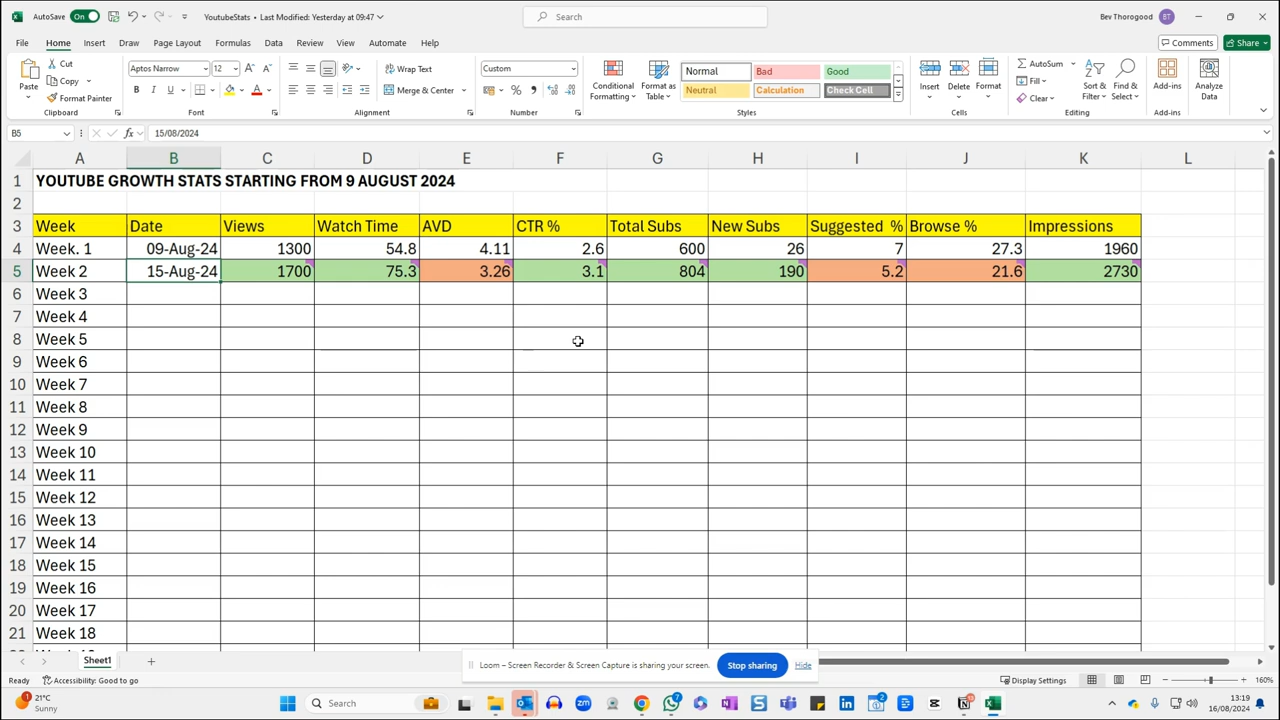 AutoSave On YoutubeStats • Last Modified: Yesterday at 09:47 Search Bev Thorogood BT
File Home Insert Draw Page Layout Formulas Data Review View Automate Help Comments Share
Paste Cut Copy Format Painter Clipboard
Aptos Narrow 12 B I U Font
Wrap Text Merge & Center Alignment
Custom % Number
Conditional Formatting Format as Table Normal Bad Good Neutral Calculation Check Cell Styles
Insert Delete Format Cells
AutoSum Fill Clear Sort & Filter Find & Select Editing
Add-ins Add-ins
Analyze Data
B5 fx 15/08/2024
A B C D E F G H I J K L
1 YOUTUBE GROWTH STATS STARTING FROM 9 AUGUST 2024
2
3 Week Date Views Watch Time AVD CTR % Total Subs New Subs Suggested % Browse % Impressions
4 Week. 1 09-Aug-24 1300 54.8 4.11 2.6 600 26 7 27.3 1960
5 Week 2 15-Aug-24 1700 75.3 3.26 3.1 804 190 5.2 21.6 2730
6 Week 3
7 Week 4
8 Week 5
9 Week 6
10 Week 7
11 Week 8
12 Week 9
13 Week 10
14 Week 11
15 Week 12
16 Week 13
17 Week 14
18 Week 15
19 Week 16
20 Week 17
21 Week 18
Sheet1
Loom – Screen Recorder & Screen Capture is sharing your screen. Stop sharing Hide
Ready Accessibility: Good to go Display Settings 160%
21°C
Sunny
Search
13:19
16/08/2024